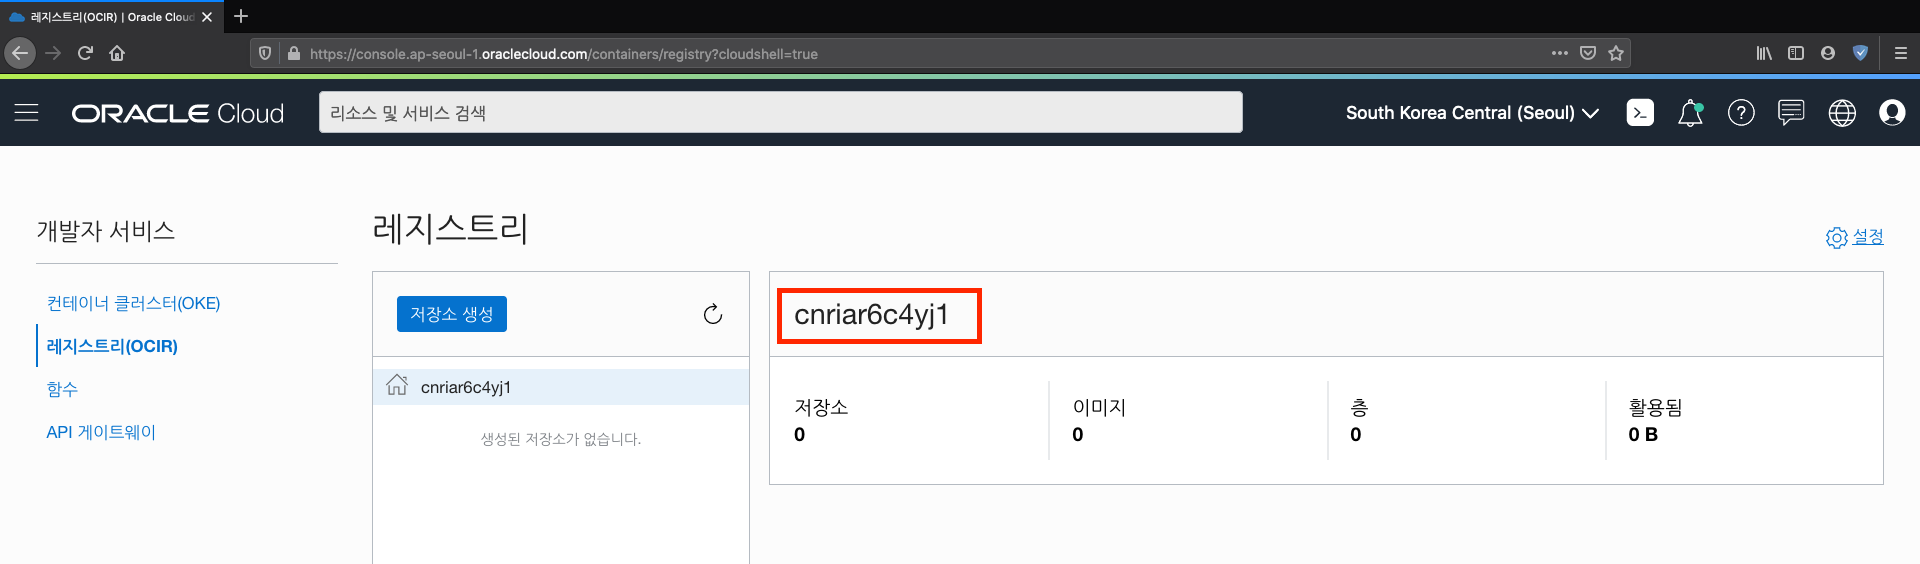 레지스트리(OCIR) | Oracle Cloud
https://console.ap-seoul-1.oraclecloud.com/containers/registry?cloudshell=true
ORACLE Cloud
리소스 및 서비스 검색
South Korea Central (Seoul)
개발자 서비스
컨테이너 클러스터(OKE)
레지스트리(OCIR)
함수
API 게이트웨이
레지스트리
설정
저장소 생성
cnriar6c4yj1
생성된 저장소가 없습니다.
cnriar6c4yj1
저장소
0
이미지
0
층
0
활용됨
0 B